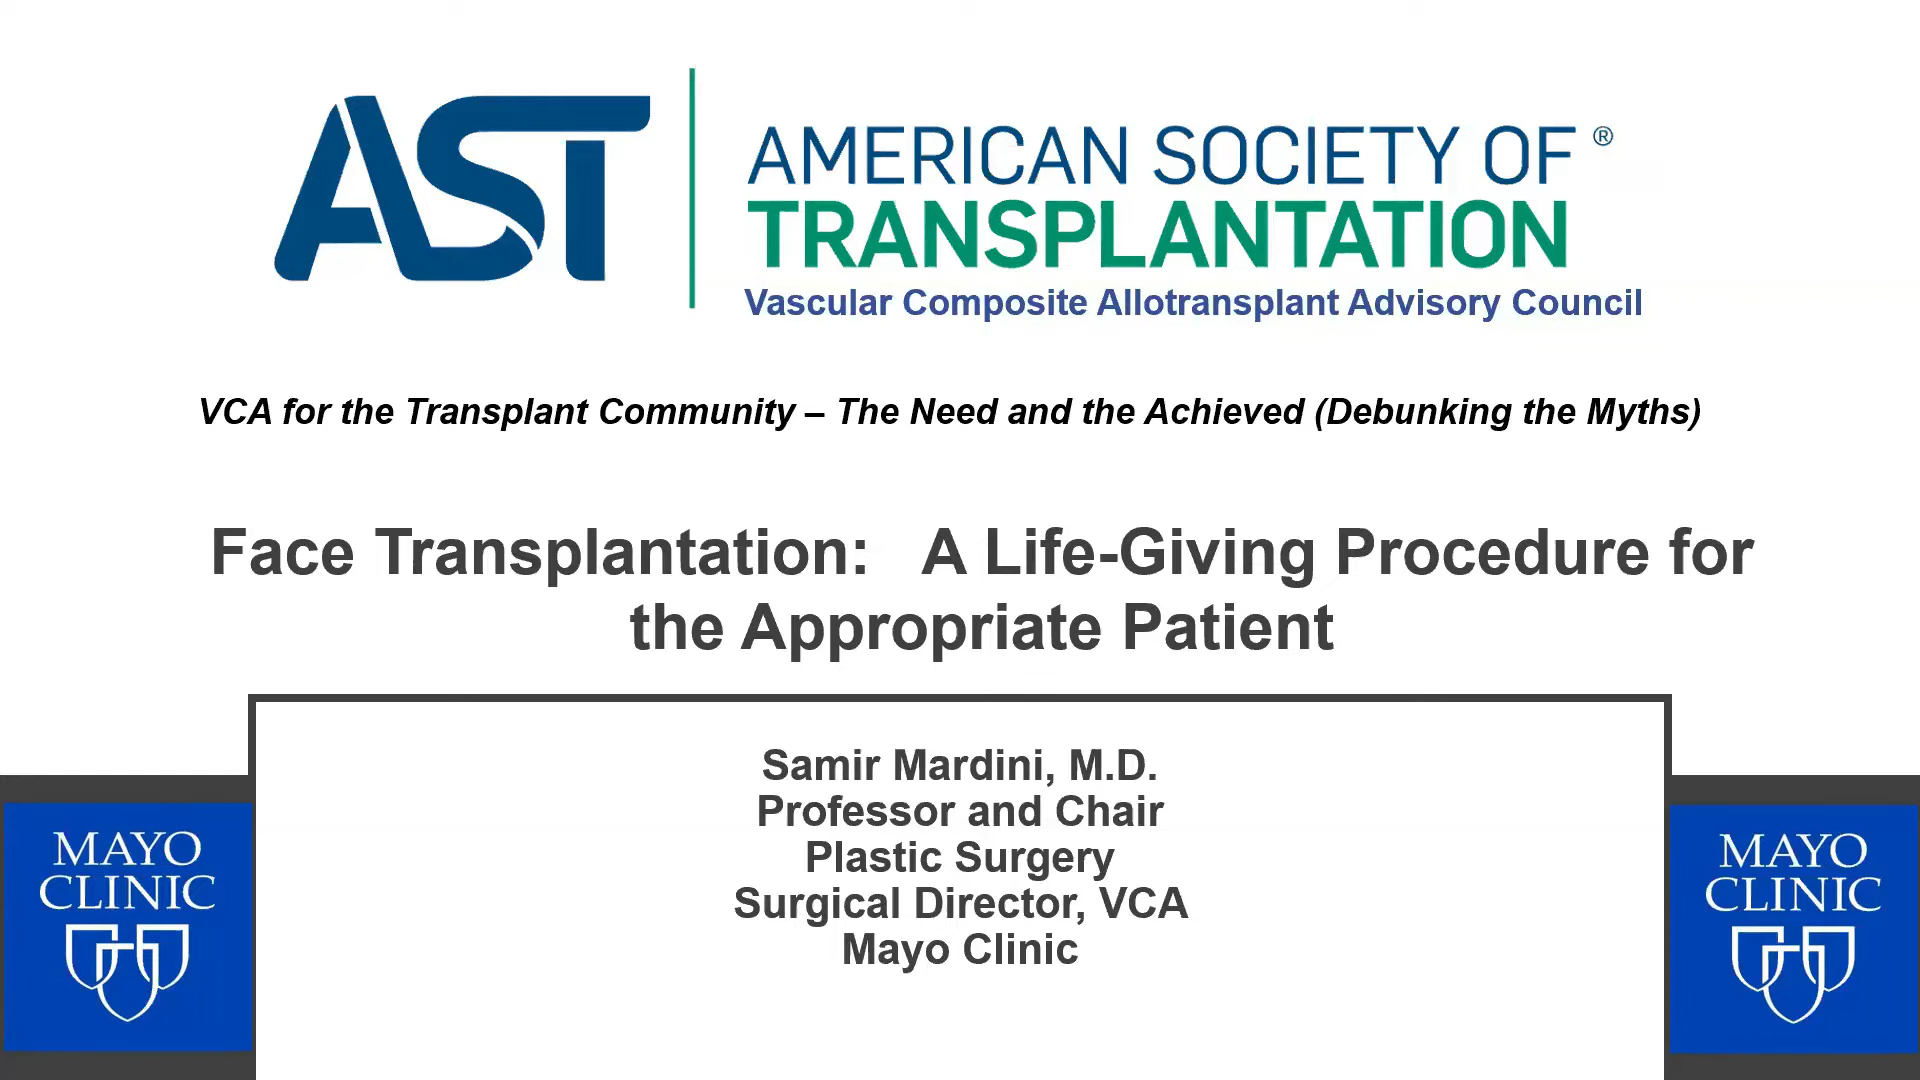 AST
AMERICAN SOCIETY OF ®
TRANSPLANTATION
Vascular Composite Allotransplant Advisory Council
VCA for the Transplant Community – The Need and the Achieved (Debunking the Myths)
Face Transplantation:   A Life-Giving Procedure for
the Appropriate Patient
Samir Mardini, M.D.
Professor and Chair
Plastic Surgery
Surgical Director, VCA
Mayo Clinic
MAYO
CLINIC
MAYO
CLINIC